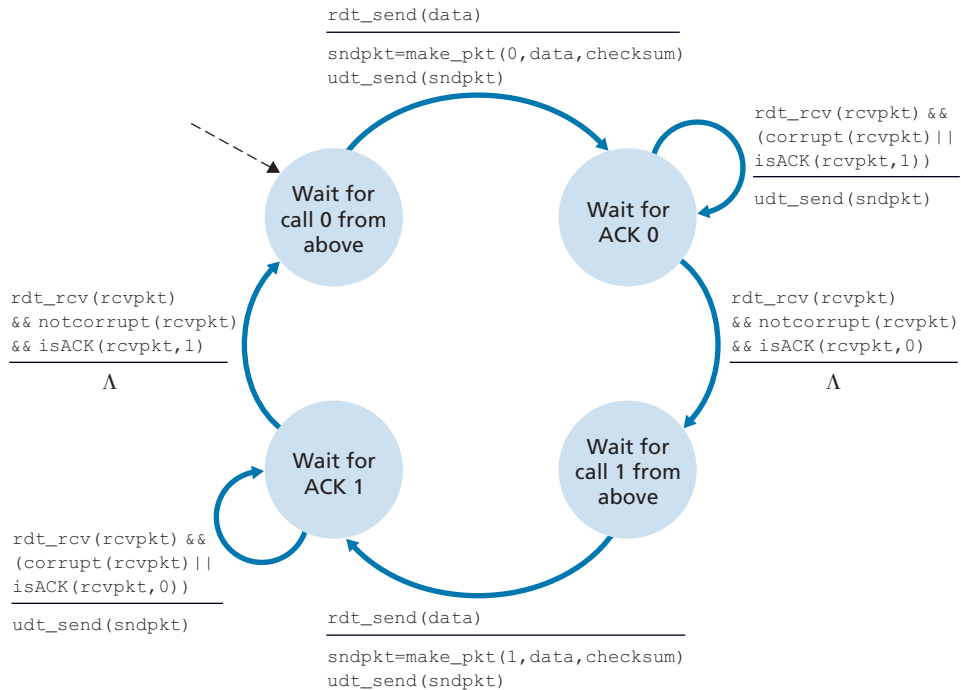 rdt_send(data)
sndpkt=make_pkt(0,data,checksum)
udt_send(sndpkt)
rdt_rcv(rcvpkt) &&
(corrupt(rcvpkt)||
isACK(rcvpkt,1))
udt_send(sndpkt)
Wait for
call 0 from
above
Wait for
ACK 0
rdt_rcv(rcvpkt)
&& notcorrupt(rcvpkt)
&& isACK(rcvpkt,1)
Λ
rdt_rcv(rcvpkt)
&& notcorrupt(rcvpkt)
&& isACK(rcvpkt,0)
Λ
Wait for
ACK 1
Wait for
call 1 from
above
rdt_rcv(rcvpkt) &&
(corrupt(rcvpkt)||
isACK(rcvpkt,0))
udt_send(sndpkt)
rdt_send(data)
sndpkt=make_pkt(1,data,checksum)
udt_send(sndpkt)